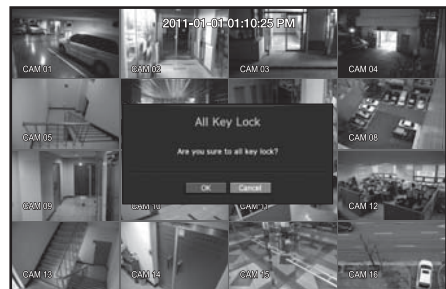 2011-01-01 01:10:25 PM
CAM 01
CAM 02
CAM 03
CAM 04
CAM 05
All Key Lock
Are you sure to all key lock?
CAM 08
OK
Cancel
CAM 09
CAM 10
CAM 11
CAM 12
CAM 13
CAM 14
CAM 15
CAM 16